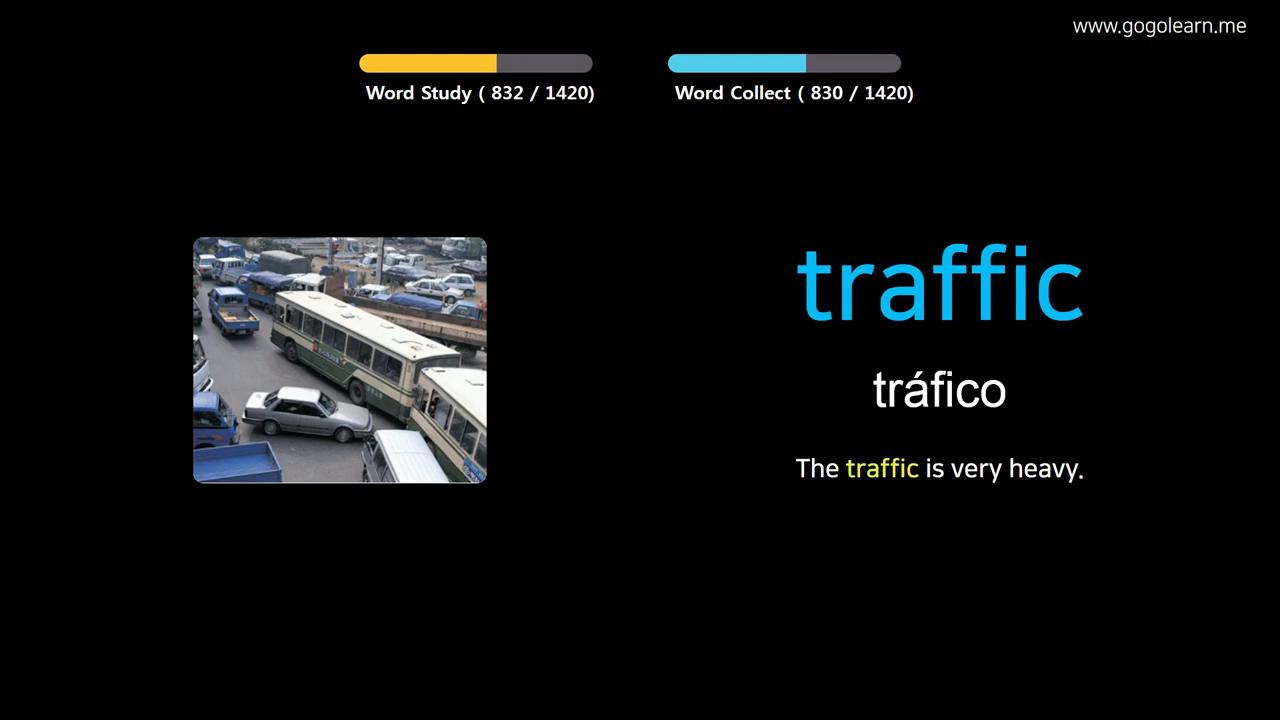 www.gogolearn.me
Word Study ( 832 / 1420)
Word Collect ( 830 / 1420)
traffic
tráfico
The traffic is very heavy.